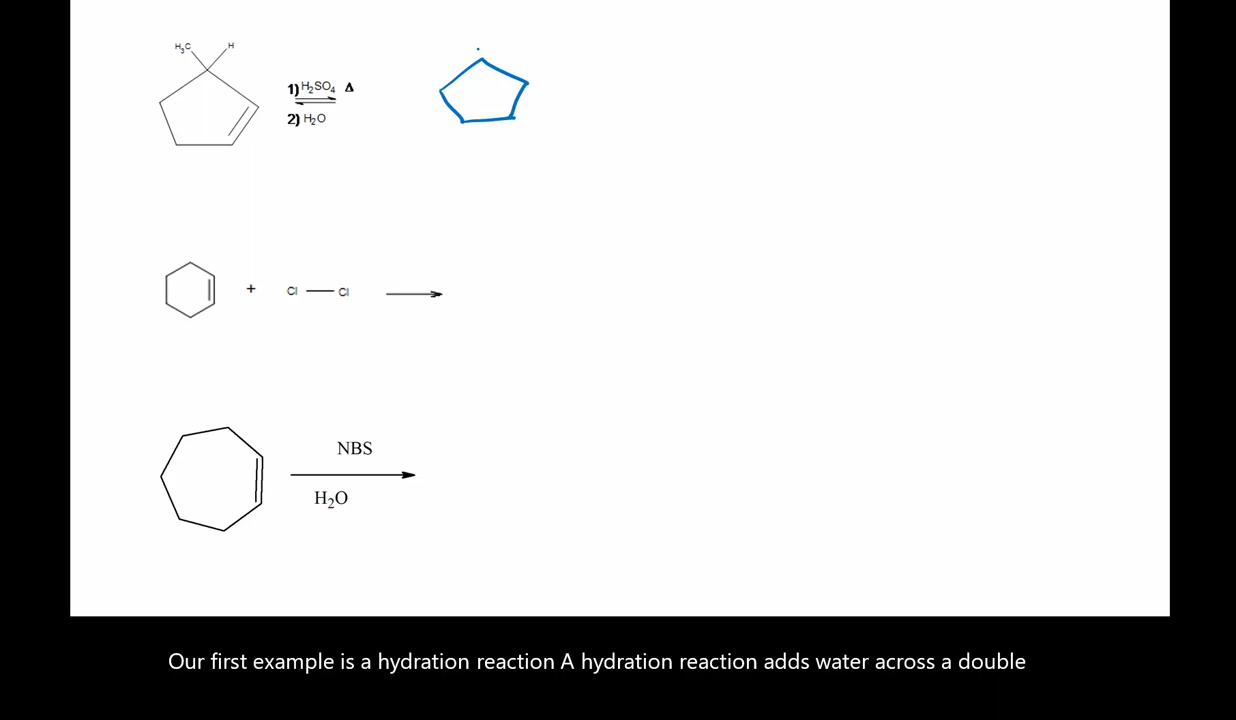 H₃C H
1) H₂SO₄ Δ
2) H₂O
+ Cl Cl
NBS
H₂O
Our first example is a hydration reaction A hydration reaction adds water across a double